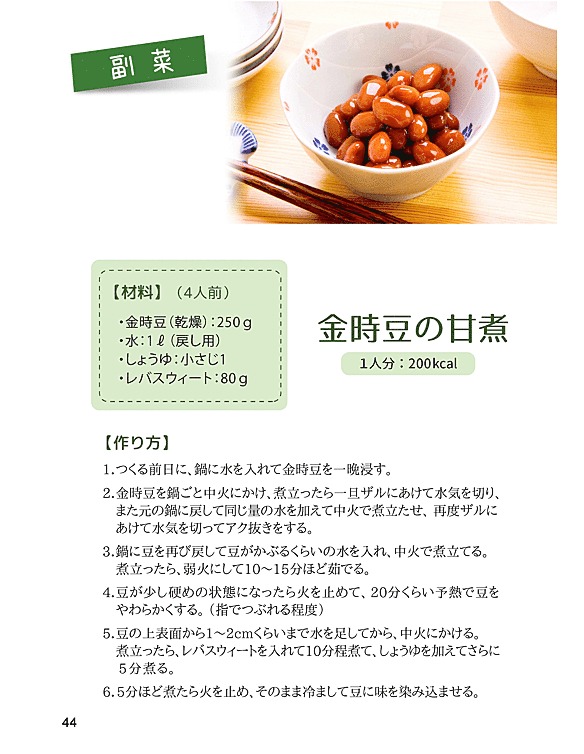 副菜
【材料】（4人前）
・金時豆（乾燥）：250ｇ
・水：1ℓ（戻し用）
・しょうゆ：小さじ1
・レバスウィート：80ｇ
金時豆の甘煮
１人分：200kcal
【作り方】
1.つくる前日に、鍋に水を入れて金時豆を一晩浸す。
2.金時豆を鍋ごと中火にかけ、煮立ったら一旦ザルにあけて水気を切り、
また元の鍋に戻して同じ量の水を加えて中火で煮立たせ、再度ザルに
あけて水気を切ってアク抜きをする。
3.鍋に豆を再び戻して豆がかぶるくらいの水を入れ、中火で煮立てる。
煮立ったら、弱火にして10〜15分ほど茹でる。
4.豆が少し硬めの状態になったら火を止めて、20分くらい予熱で豆を
やわらかくする。（指でつぶれる程度）
5.豆の上表面から1〜2cmくらいまで水を足してから、中火にかける。
煮立ったら、レバスウィートを入れて10分程煮て、しょうゆを加えてさらに
５分煮る。
6.5分ほど煮たら火を止め、そのまま冷まして豆に味を染み込ませる。
44